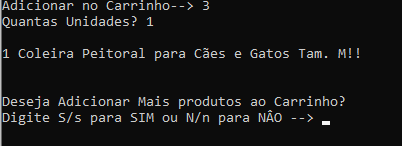 Adicionar no Carrinho--> 3
Quantas Unidades? 1
1 Coleira Peitoral para Cães e Gatos Tam. M!!
Deseja Adicionar Mais produtos ao Carrinho?
Digite S/s para SIM ou N/n para NÂO -->